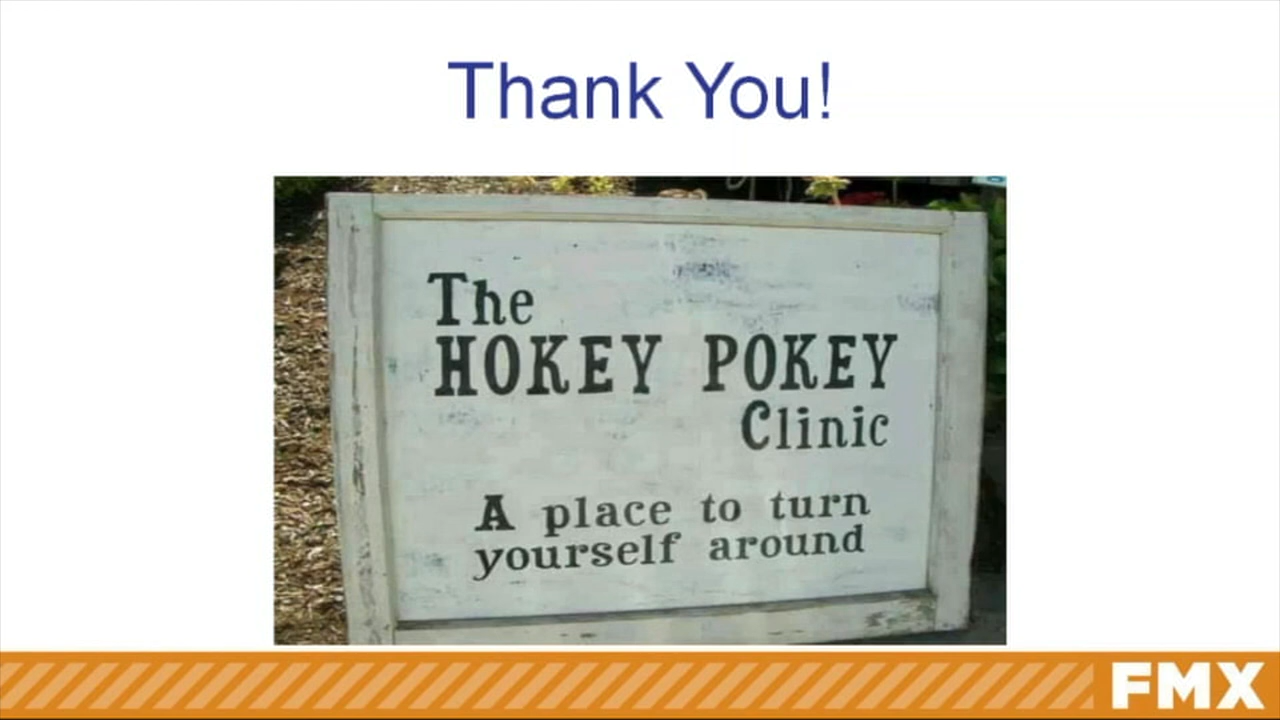 Thank You!
The
HOKEY POKEY
Clinic
A place to turn
yourself around
FMX